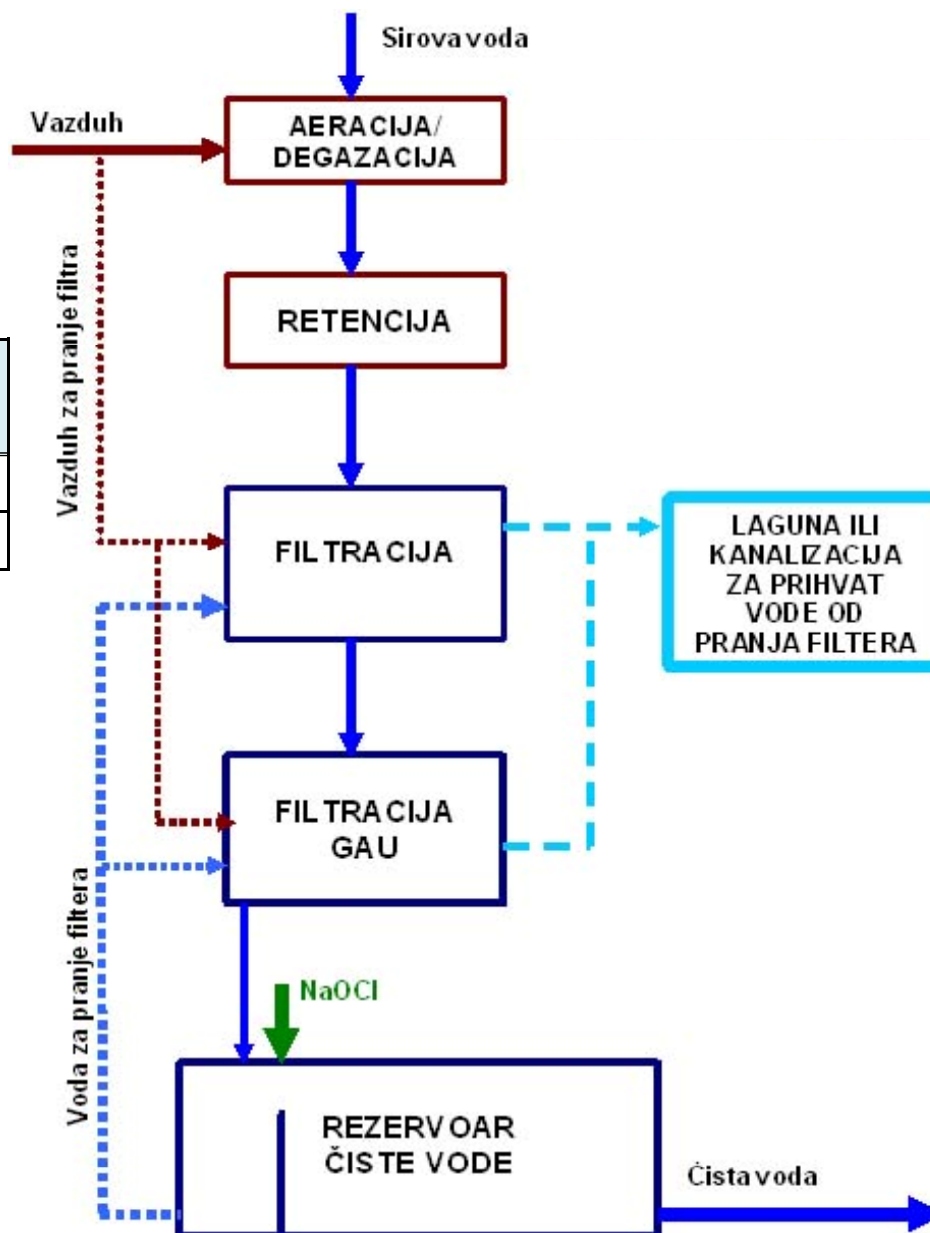 Sirova voda
Vazduh
AERACIJA/
DEGAZACIJA
Vazduh za pranje filtra
RETENCIJA
FILTRACIJA
LAGUNA ILI
KANALIZACIJA
ZA PRIHVAT
VODE OD
PRANJA FILTERA
FILTRACIJA
GAU
Voda za pranje filtera
NaOCl
REZERVOAR
ČISTE VODE
Čista voda